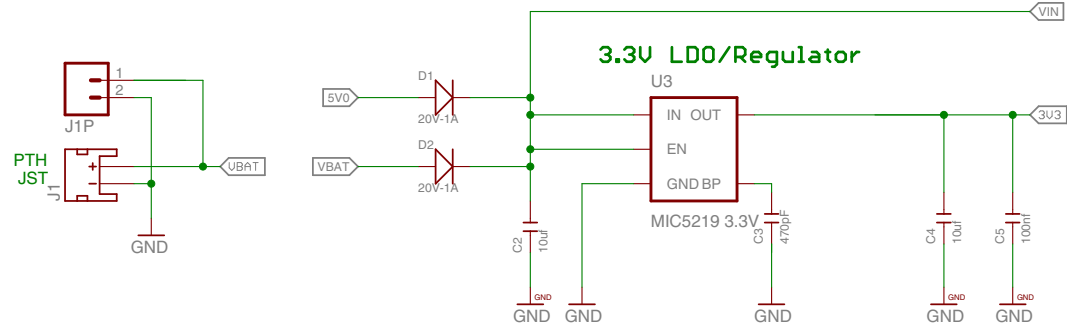 VIN
3.3V LDO/Regulator
U3
D1
1
2
5V0
20V-1A
IN OUT
3V3
J1P
D2
EN
PTH
JST
J1
+
-
VBAT
VBAT
20V-1A
GND BP
MIC5219 3.3V
C2
10uf
C3
470pF
C4
10uf
C5
100nf
GND
GND
GND
GND
GND
GND
GND
GND
GND